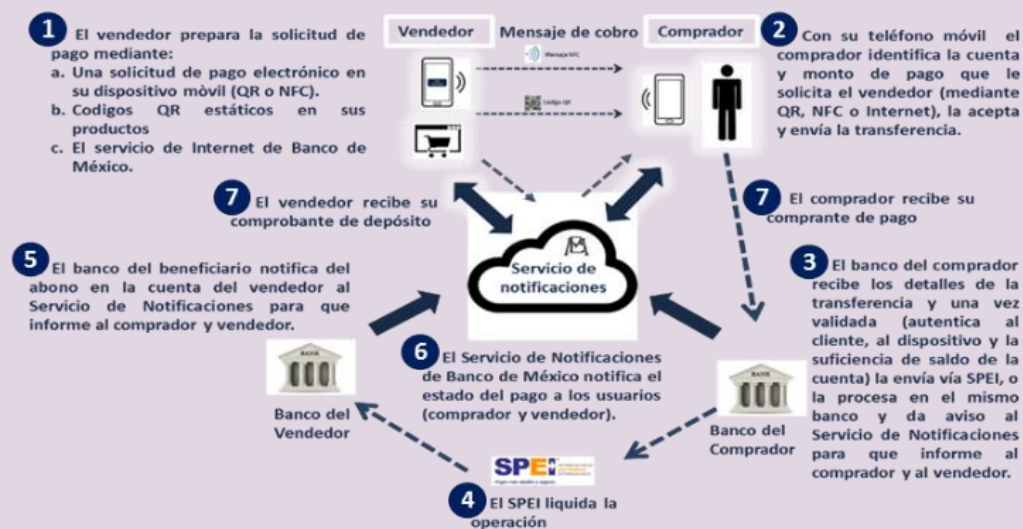 1 El vendedor prepara la solicitud de
pago mediante:
a. Una solicitud de pago electrónico en
su dispositivo mòvil (QR o NFC).
b. Codigos QR estáticos en sus
productos
c. El servicio de Internet de Banco de
México.
Vendedor
Mensaje de cobro
Comprador
Mensaje NFC
Código QR
2 Con su teléfono móvil el
comprador identifica la cuenta
y monto de pago que le
solicita el vendedor (mediante
QR, NFC o Internet), la acepta
y envía la transferencia.
7 El vendedor recibe su
comprobante de depósito
7 El comprador recibe su
comprante de pago
Servicio de
notificaciones
5 El banco del beneficiario notifica del
abono en la cuenta del vendedor al
Servicio de Notificaciones para que
informe al comprador y vendedor.
3 El banco del comprador
recibe los detalles de la
transferencia y una vez
validada (autentica al
cliente, al dispositivo y la
suficiencia de saldo de la
cuenta) la envía vía SPEI, o
la procesa en el mismo
banco y da aviso al
Servicio de Notificaciones
para que informe al
comprador y al vendedor.
6 El Servicio de Notificaciones
de Banco de México notifica el
estado del pago a los usuarios
(comprador y vendedor).
BANK
Banco del
Vendedor
BANK
Banco del
Comprador
SPEI
4 El SPEI liquida la
operación